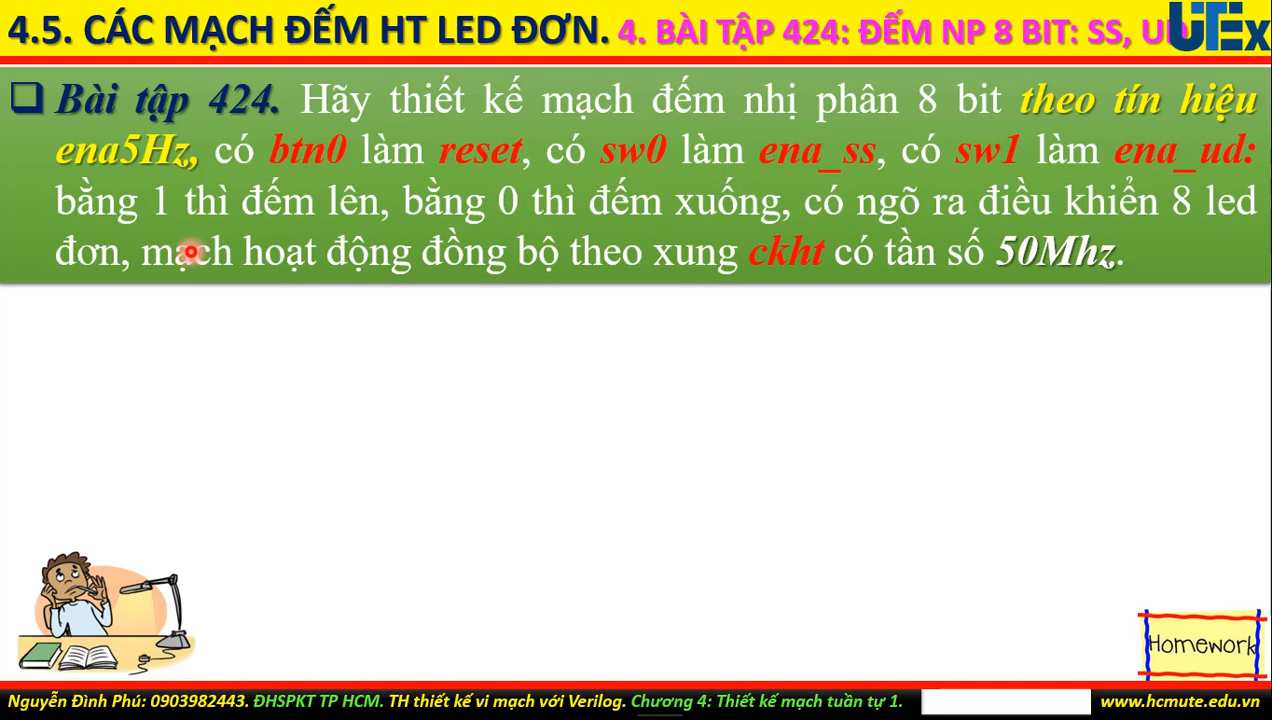 4.5. CÁC MẠCH ĐẾM HT LED ĐƠN. 4. BÀI TẬP 424: ĐẾM NP 8 BIT: SS, UD
UTEx
❑ Bài tập 424. Hãy thiết kế mạch đếm nhị phân 8 bit theo tín hiệu
ena5Hz, có btn0 làm reset, có sw0 làm ena_ss, có sw1 làm ena_ud:
bằng 1 thì đếm lên, bằng 0 thì đếm xuống, có ngõ ra điều khiển 8 led
đơn, mạch hoạt động đồng bộ theo xung ckht có tần số 50Mhz.
Homework
Nguyễn Đình Phú: 0903982443. ĐHSPKT TP HCM. TH thiết kế vi mạch với Verilog. Chương 4: Thiết kế mạch tuần tự 1. www.hcmute.edu.vn